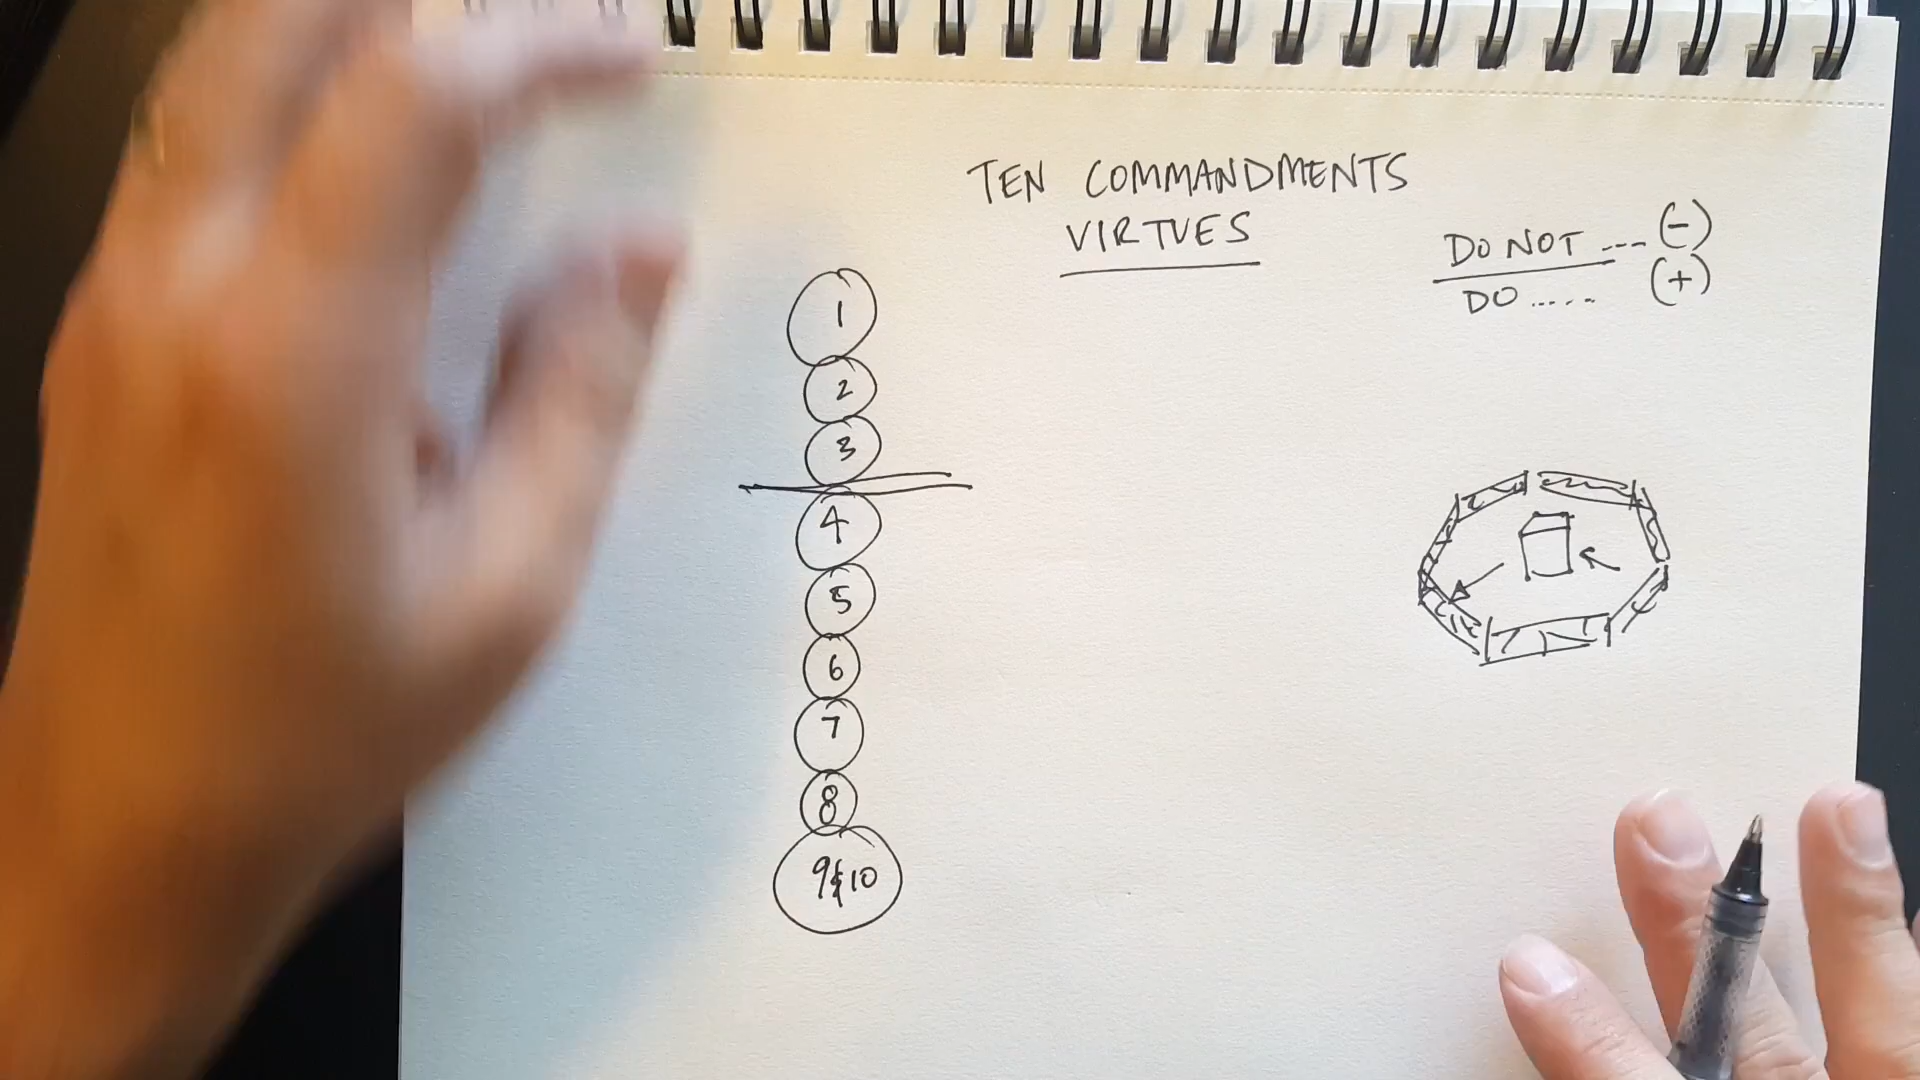 TEN COMMANDMENTS
VIRTUES
DO NOT ---- (-)
DO ..... (+)
1
2
3
4
5
6
7
8
9&10